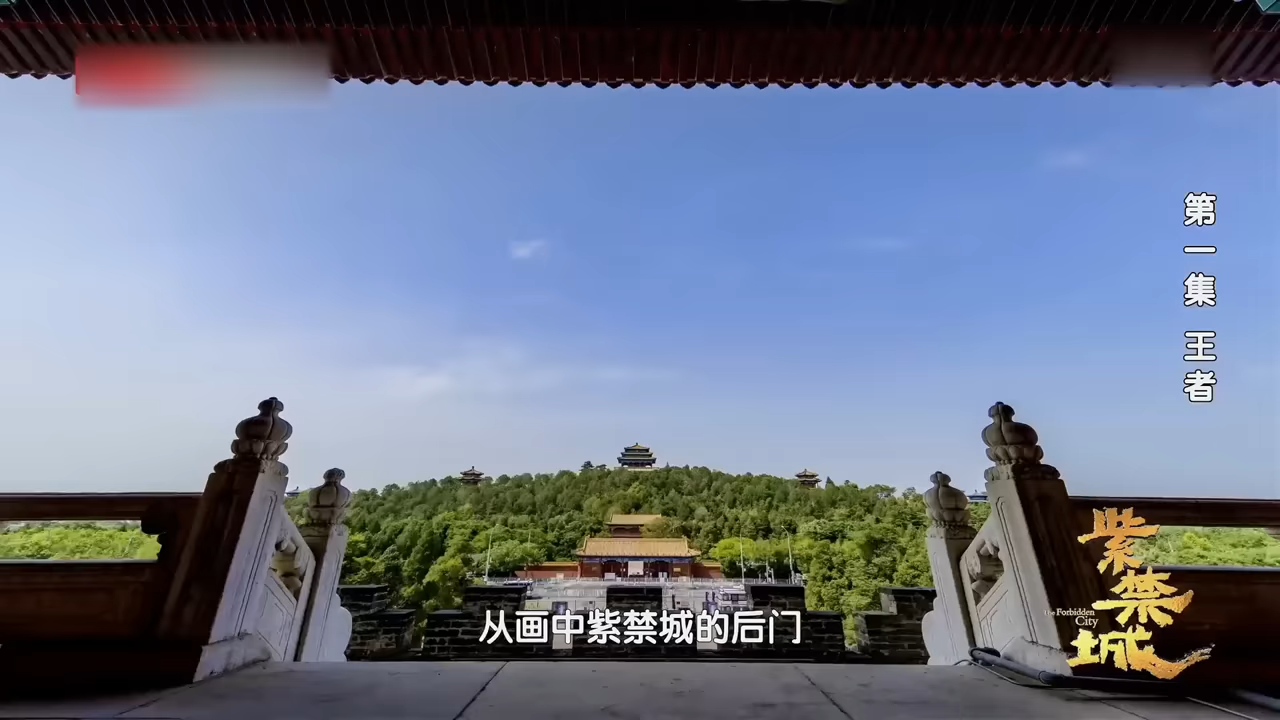 第一集 王者
紫禁城
The Forbidden
City
从画中紫禁城的后门